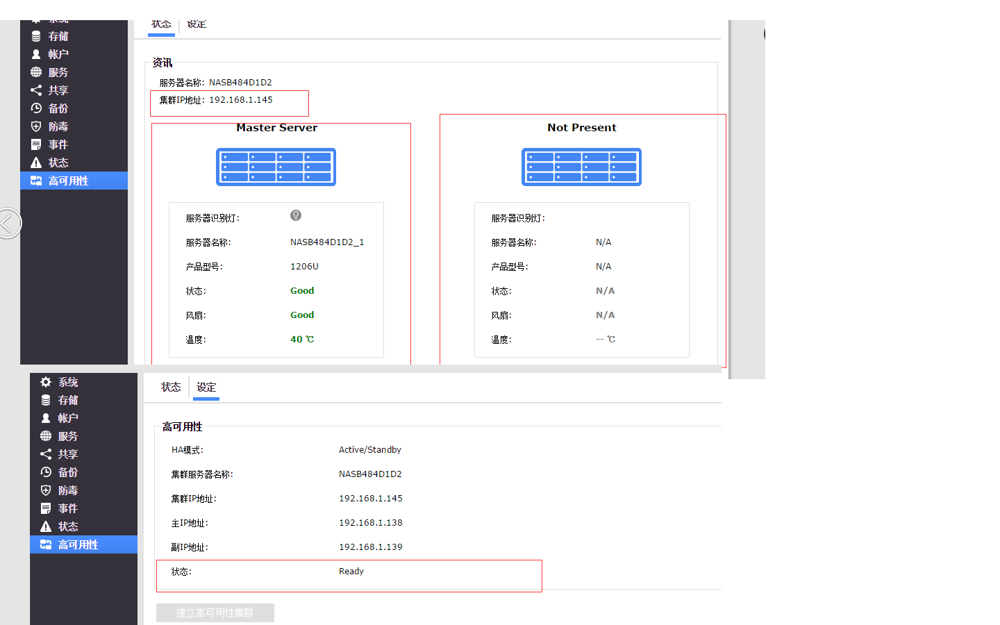 系统
状态 设定
存储
帐户
服务
共享
备份
防毒
事件
状态
高可用性
资讯
服务器名称: NASB484D1D2
集群IP地址: 192.168.1.145
Master Server
服务器识别灯:
服务器名称: NASB484D1D2_1
产品型号: 1206U
状态: Good
风扇: Good
温度: 40 ℃
Not Present
服务器识别灯:
服务器名称: N/A
产品型号: N/A
状态: N/A
风扇: N/A
温度: -- ℃
系统
存储
帐户
服务
共享
备份
防毒
事件
状态
高可用性
状态 设定
高可用性
HA模式: Active/Standby
集群服务器名称: NASB484D1D2
集群IP地址: 192.168.1.145
主IP地址: 192.168.1.138
副IP地址: 192.168.1.139
状态: Ready
建立高可用性集群